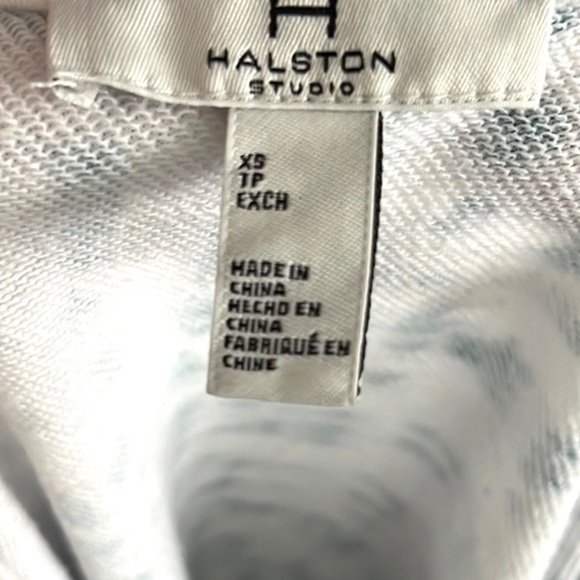 H
HALSTON
STUDIO
XS
TP
EXCH
MADE IN
CHINA
HECHO EN
CHINA
FABRIQUÉ EN
CHINE